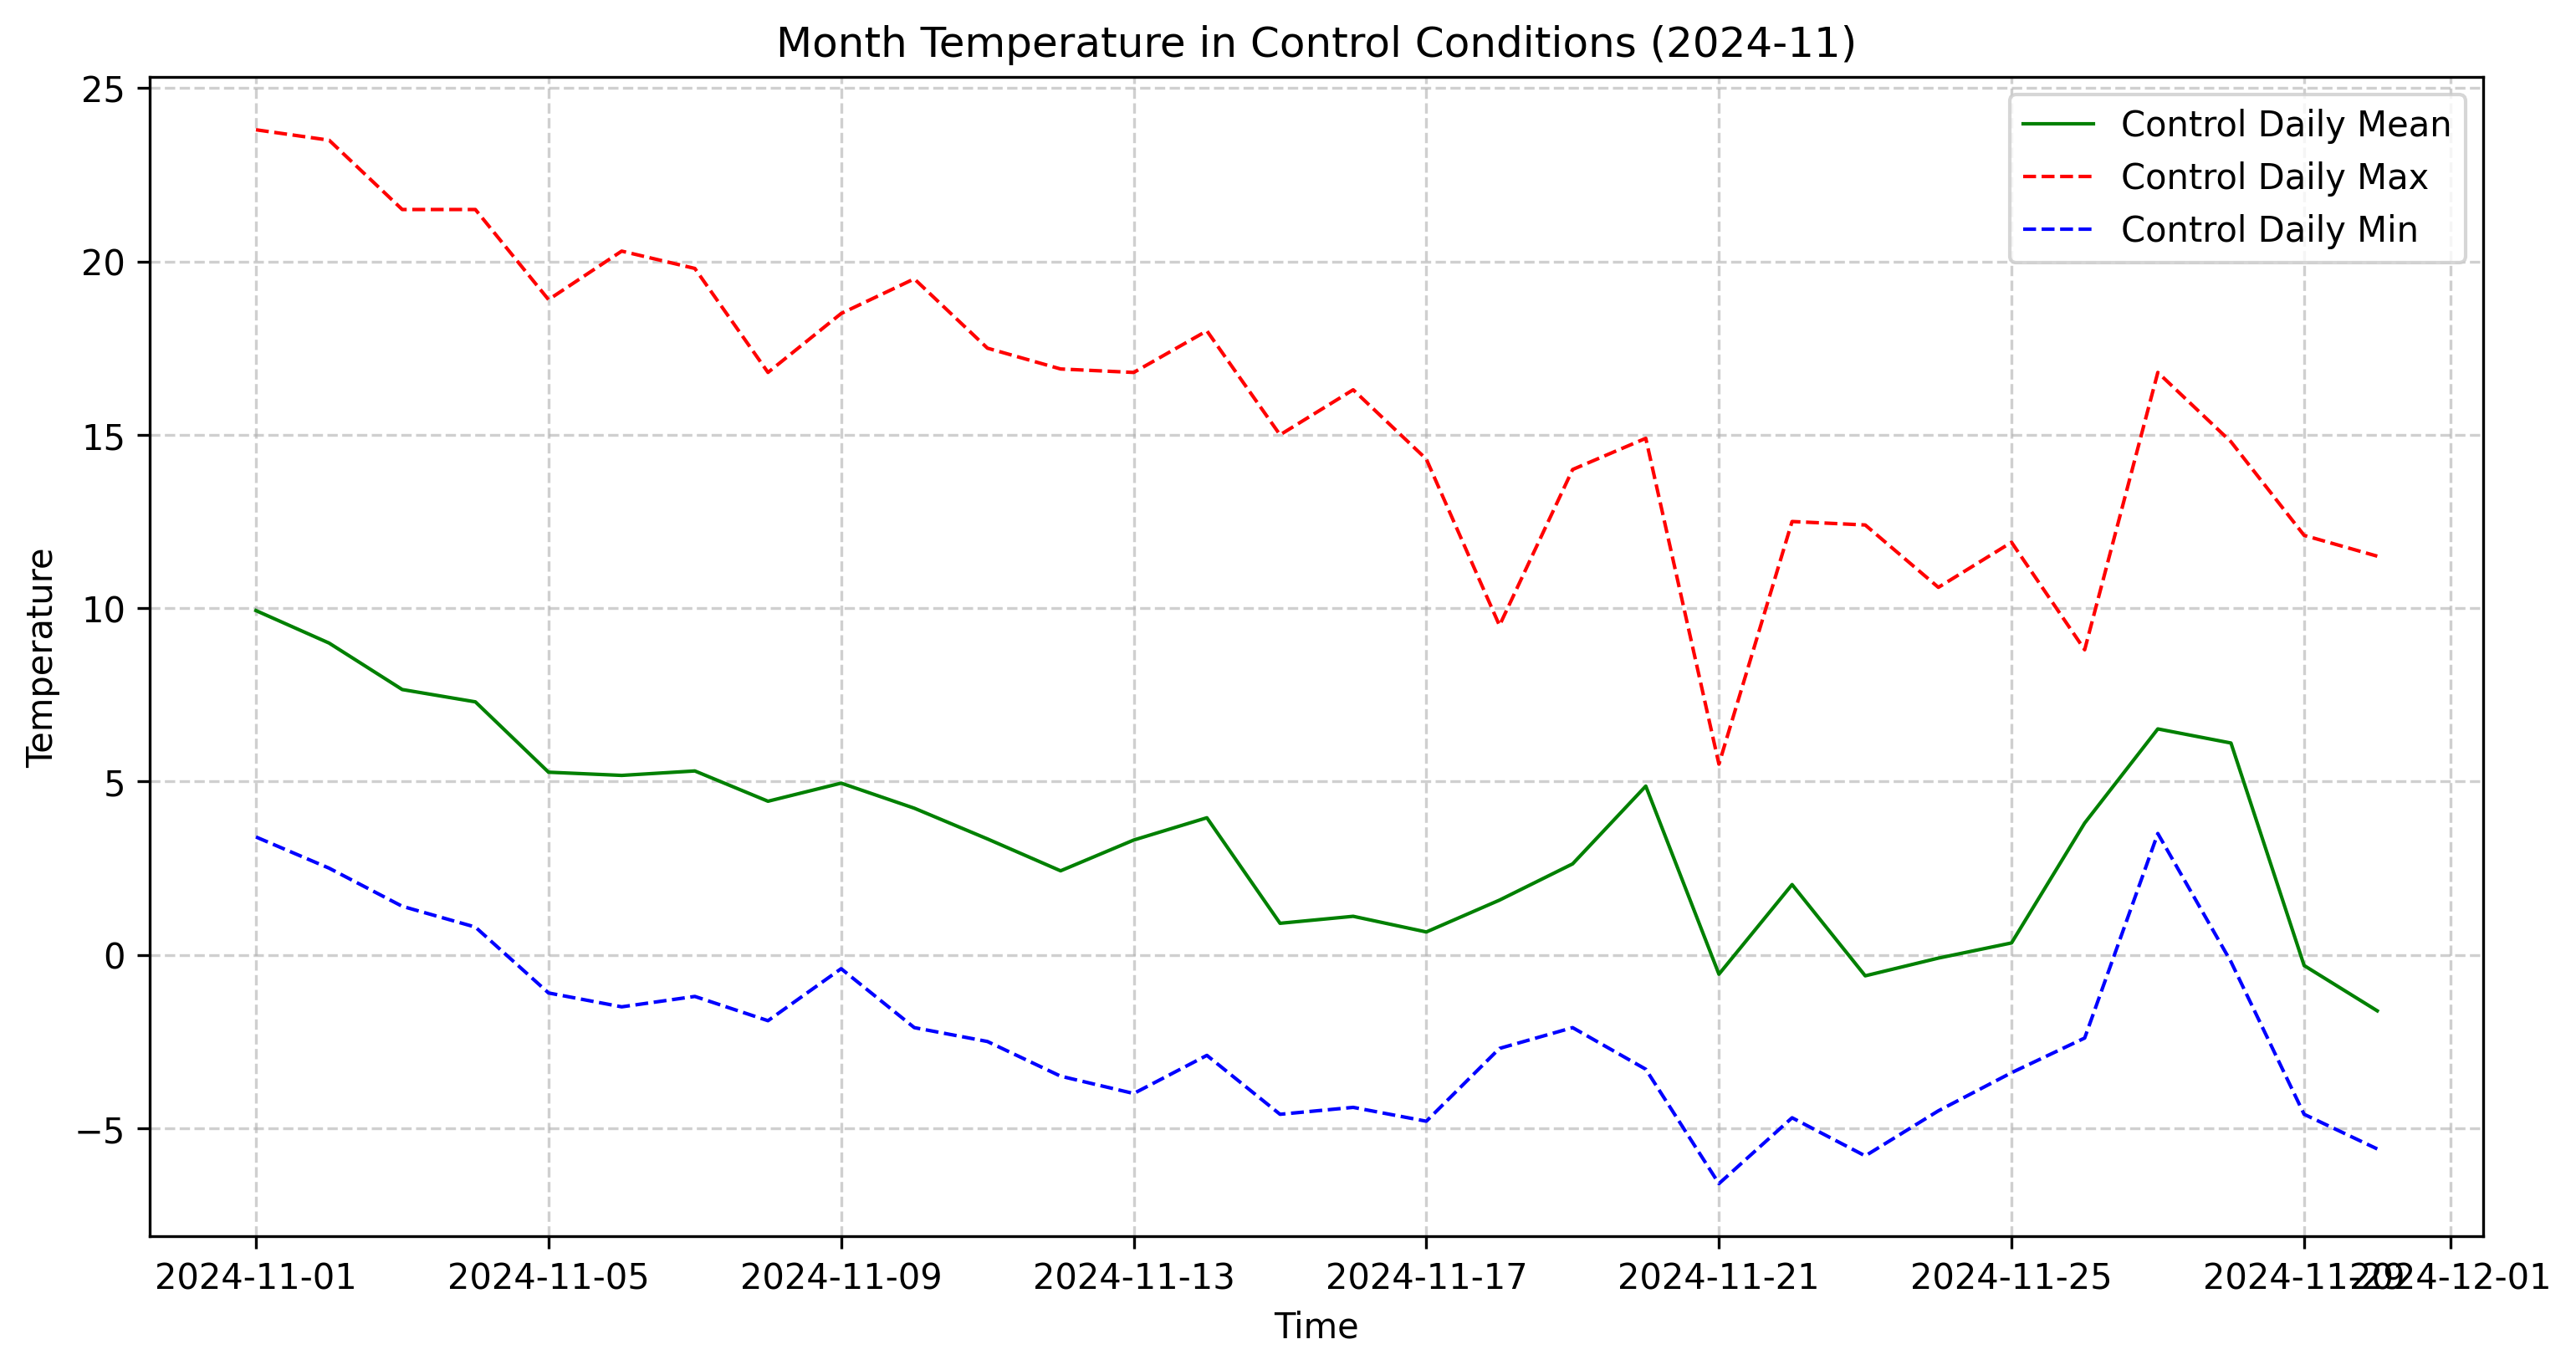 Month Temperature in Control Conditions (2024-11)
25
20
15
10
5
0
−5
Temperature
Control Daily Mean
Control Daily Max
Control Daily Min
2024-11-01
2024-11-05
2024-11-09
2024-11-13
2024-11-17
2024-11-21
2024-11-25
2024-11-29
2024-12-01
Time